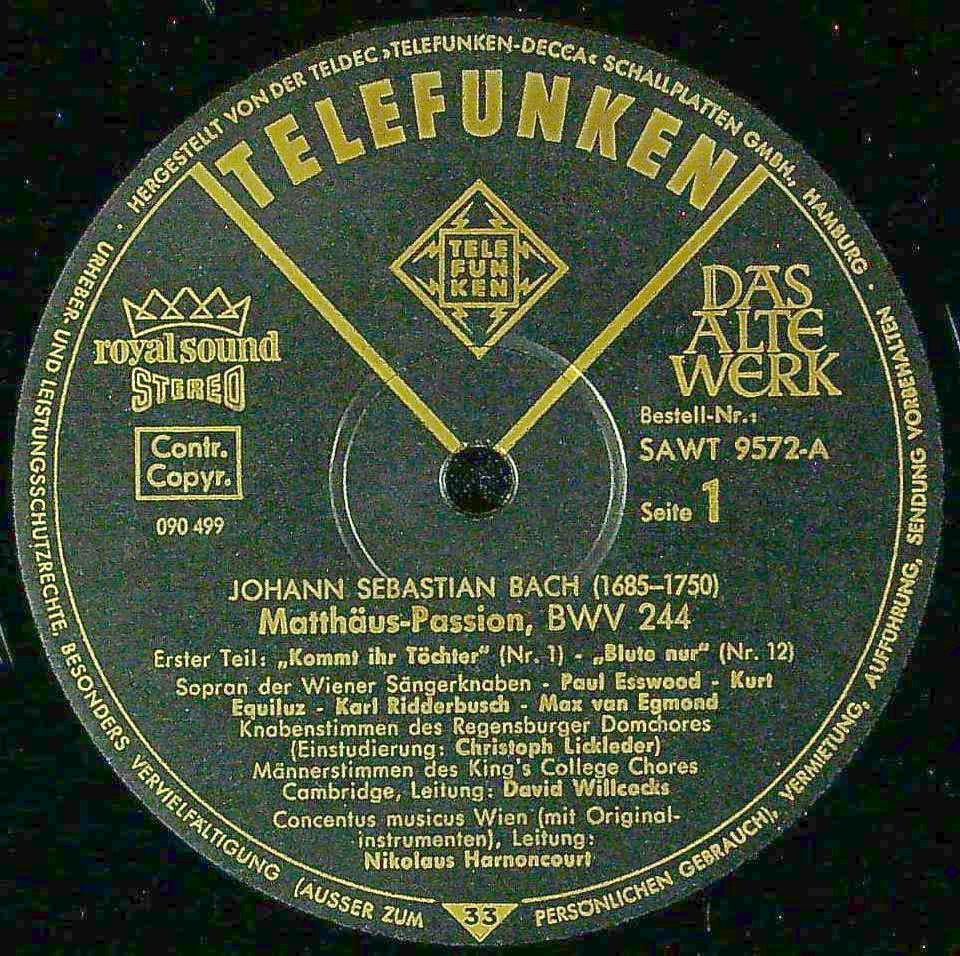 HERGESTELLT VON DER TELDEC »TELEFUNKEN-DECCA« SCHALLPLATTEN GMBH., HAMBURG ·
URHEBER- UND LEISTUNGSSCHUTZRECHTE, BESONDERS VERVIELFÄLTIGUNG (AUSSER ZUM PERSÖNLICHEN GEBRAUCH), VERMIETUNG, AUFFÜHRUNG, SENDUNG VORBEHALTEN ·
TELEFUNKEN
TELE
FUN
KEN
royal sound
STEREO
Contr.
Copyr.
090 499
DAS
ALTE
WERK
Bestell-Nr.:
SAWT 9572-A
Seite 1
JOHANN SEBASTIAN BACH (1685–1750)
Matthäus-Passion, BWV 244
Erster Teil: „Kommt ihr Töchter“ (Nr. 1) - „Blute nur“ (Nr. 12)
Sopran der Wiener Sängerknaben - Paul Esswood - Kurt
Equiluz - Karl Ridderbusch - Max van Egmond
Knabenstimmen des Regensburger Domchores
(Einstudierung: Christoph Lickleder)
Männerstimmen des King's College Chores
Cambridge, Leitung: David Willcocks
Concentus musicus Wien (mit Original-
instrumenten), Leitung:
Nikolaus Harnoncourt
33